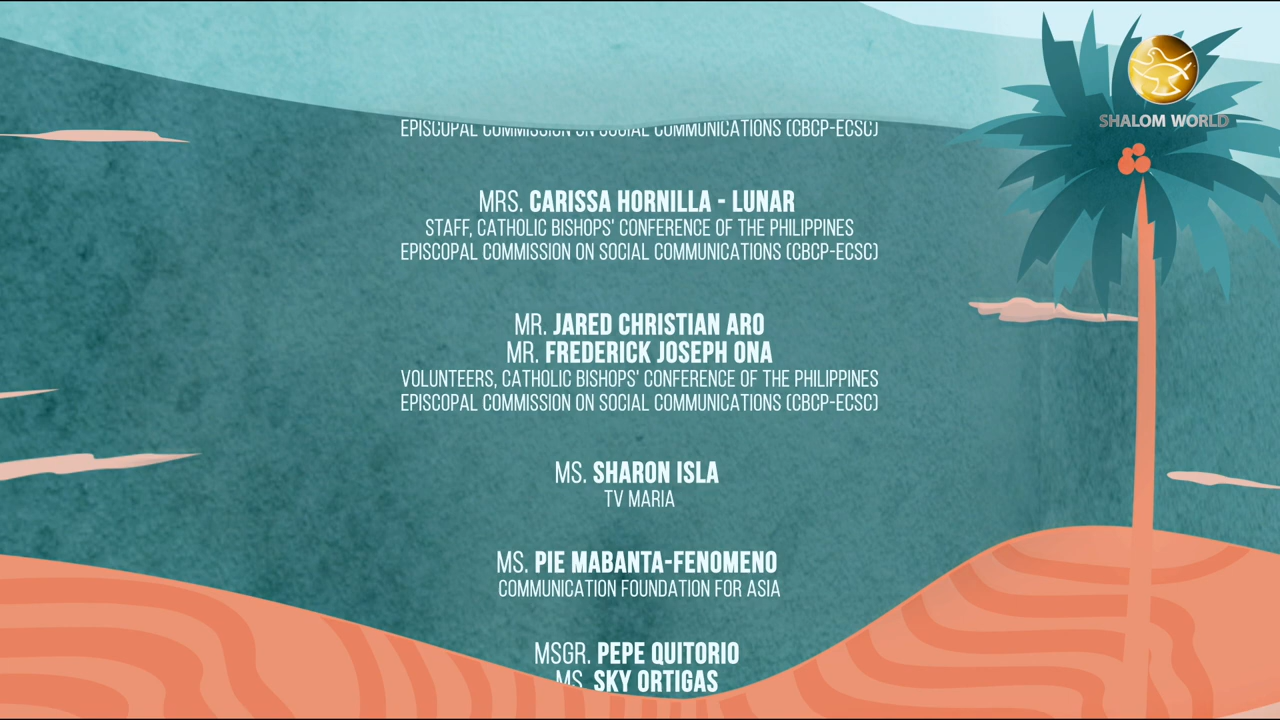 SHALOM WORLD
EPISCOPAL COMMISSION ON SOCIAL COMMUNICATIONS (CBCP-ECSC)
MRS. CARISSA HORNILLA - LUNAR
STAFF, CATHOLIC BISHOPS' CONFERENCE OF THE PHILIPPINES
EPISCOPAL COMMISSION ON SOCIAL COMMUNICATIONS (CBCP-ECSC)
MR. JARED CHRISTIAN ARO
MR. FREDERICK JOSEPH ONA
VOLUNTEERS, CATHOLIC BISHOPS' CONFERENCE OF THE PHILIPPINES
EPISCOPAL COMMISSION ON SOCIAL COMMUNICATIONS (CBCP-ECSC)
MS. SHARON ISLA
TV MARIA
MS. PIE MABANTA-FENOMENO
COMMUNICATION FOUNDATION FOR ASIA
MSGR. PEPE QUITORIO
MS. SKY ORTIGAS